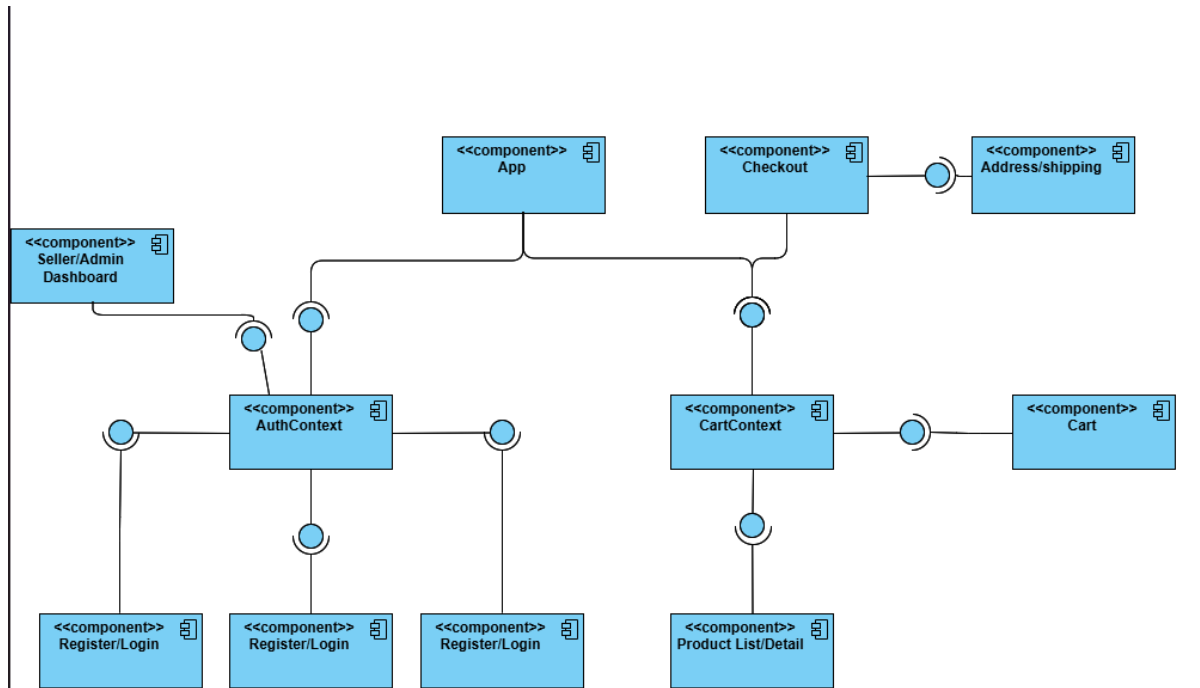 <<component>>
App
<<component>>
Checkout
<<component>>
Address/shipping
<<component>>
Seller/Admin
Dashboard
<<component>>
AuthContext
<<component>>
CartContext
<<component>>
Cart
<<component>>
Register/Login
<<component>>
Register/Login
<<component>>
Register/Login
<<component>>
Product List/Detail